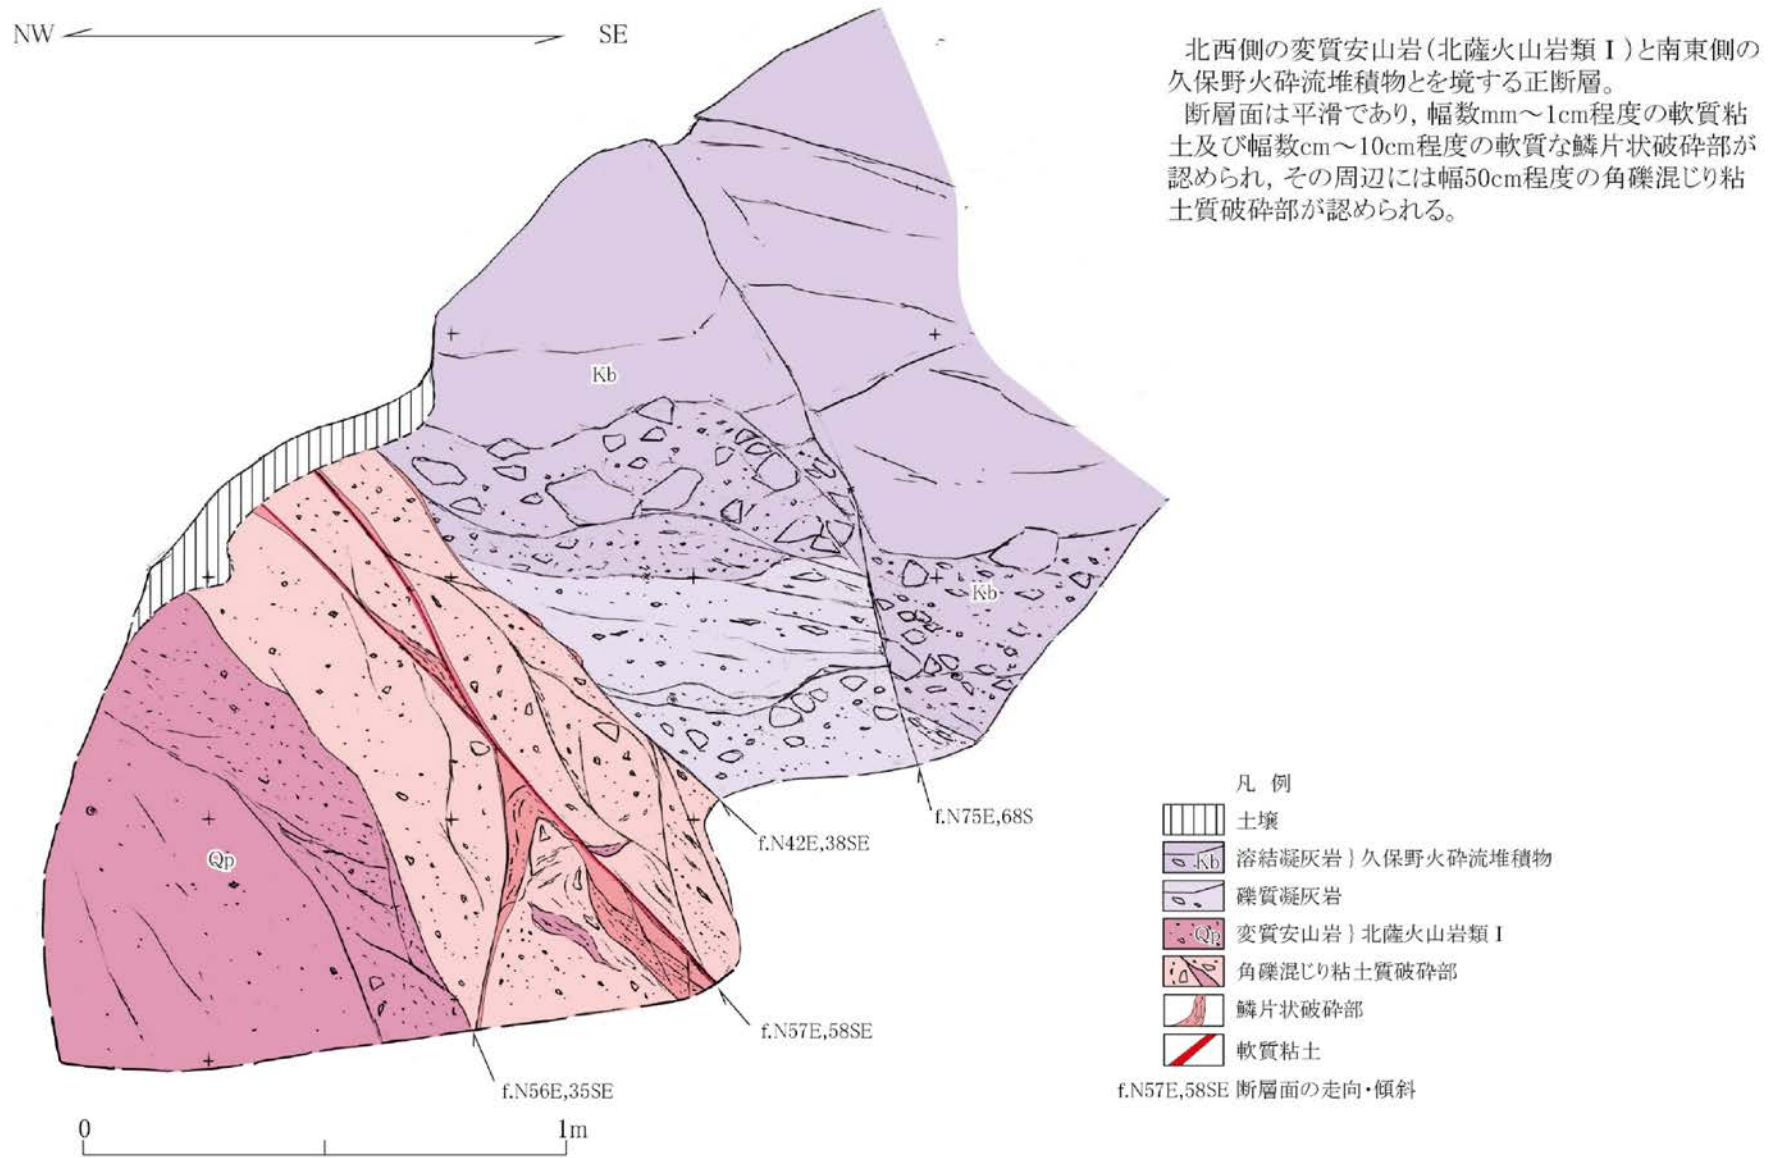 NW
SE
北西側の変質安山岩(北薩火山岩類Ⅰ)と南東側の
久保野火砕流堆積物とを境する正断層。
断層面は平滑であり, 幅数mm～1cm程度の軟質粘
土及び幅数cm～10cm程度の軟質な鱗片状破砕部が
認められ, その周辺には幅50cm程度の角礫混じり粘
土質破砕部が認められる。
Kb
Kb
Qp
f.N75E,68S
f.N42E,38SE
f.N57E,58SE
f.N56E,35SE
0 1m
凡 例
土壌
Kb 溶結凝灰岩 } 久保野火砕流堆積物
礫質凝灰岩
Qp 変質安山岩 } 北薩火山岩類Ⅰ
角礫混じり粘土質破砕部
鱗片状破砕部
軟質粘土
f.N57E,58SE 断層面の走向・傾斜